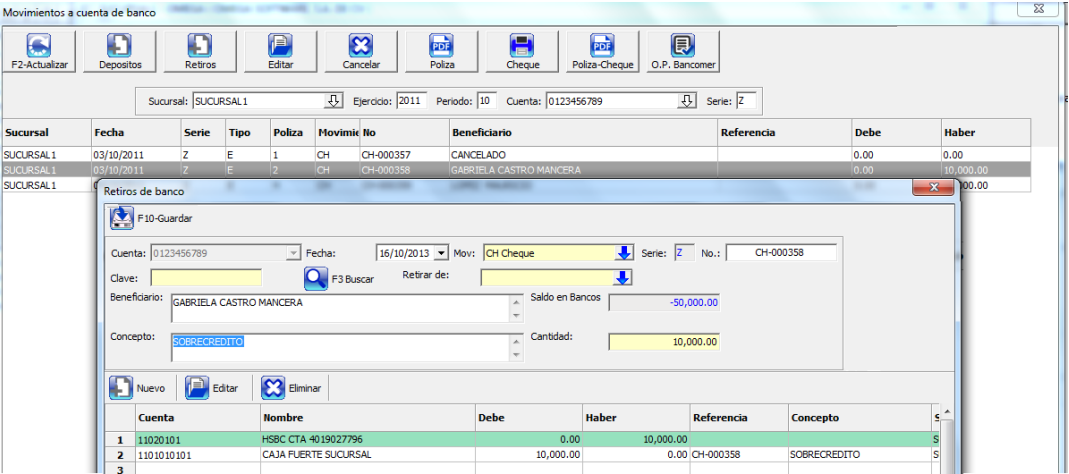 Movimientos a cuenta de banco
F2-Actualizar Depositos Retiros Editar Cancelar Poliza Cheque Poliza-Cheque O.P. Bancomer
Sucursal: SUCURSAL1 Ejercicio: 2011 Periodo: 10 Cuenta: 0123456789 Serie: Z
Sucursal Fecha Serie Tipo Poliza Movimie No Beneficiario Referencia Debe Haber
SUCURSAL1 03/10/2011 Z E 1 CH CH-000357 CANCELADO 0.00 0.00
SUCURSAL1 03/10/2011 Z E 2 CH CH-000358 GABRIELA CASTRO MANCERA 0.00 10,000.00
SUCURSAL1
Retiros de banco
F10-Guardar
Cuenta: 0123456789 Fecha: 16/10/2013 Mov: CH Cheque Serie: Z No.: CH-000358
Clave: F3 Buscar Retirar de:
Beneficiario: GABRIELA CASTRO MANCERA Saldo en Bancos -50,000.00
Concepto: SOBRECREDITO Cantidad: 10,000.00
Nuevo Editar Eliminar
Cuenta Nombre Debe Haber Referencia Concepto S
1 11020101 HSBC CTA 4019027796 0.00 10,000.00 S
2 1101010101 CAJA FUERTE SUCURSAL 10,000.00 0.00 CH-000358 SOBRECREDITO S
3